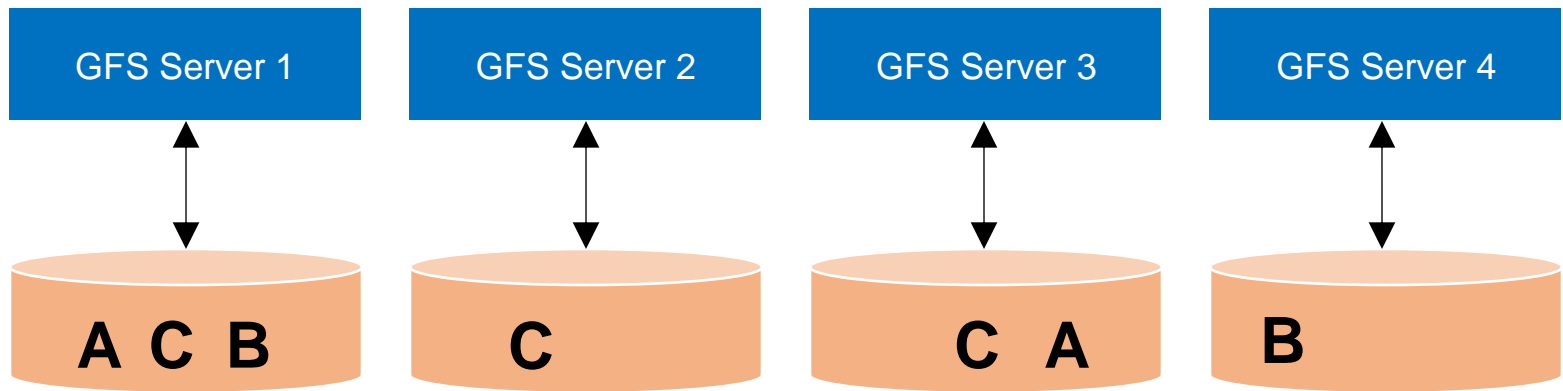 GFS Server 1
GFS Server 2
GFS Server 3
GFS Server 4
A C B
C
C A
B